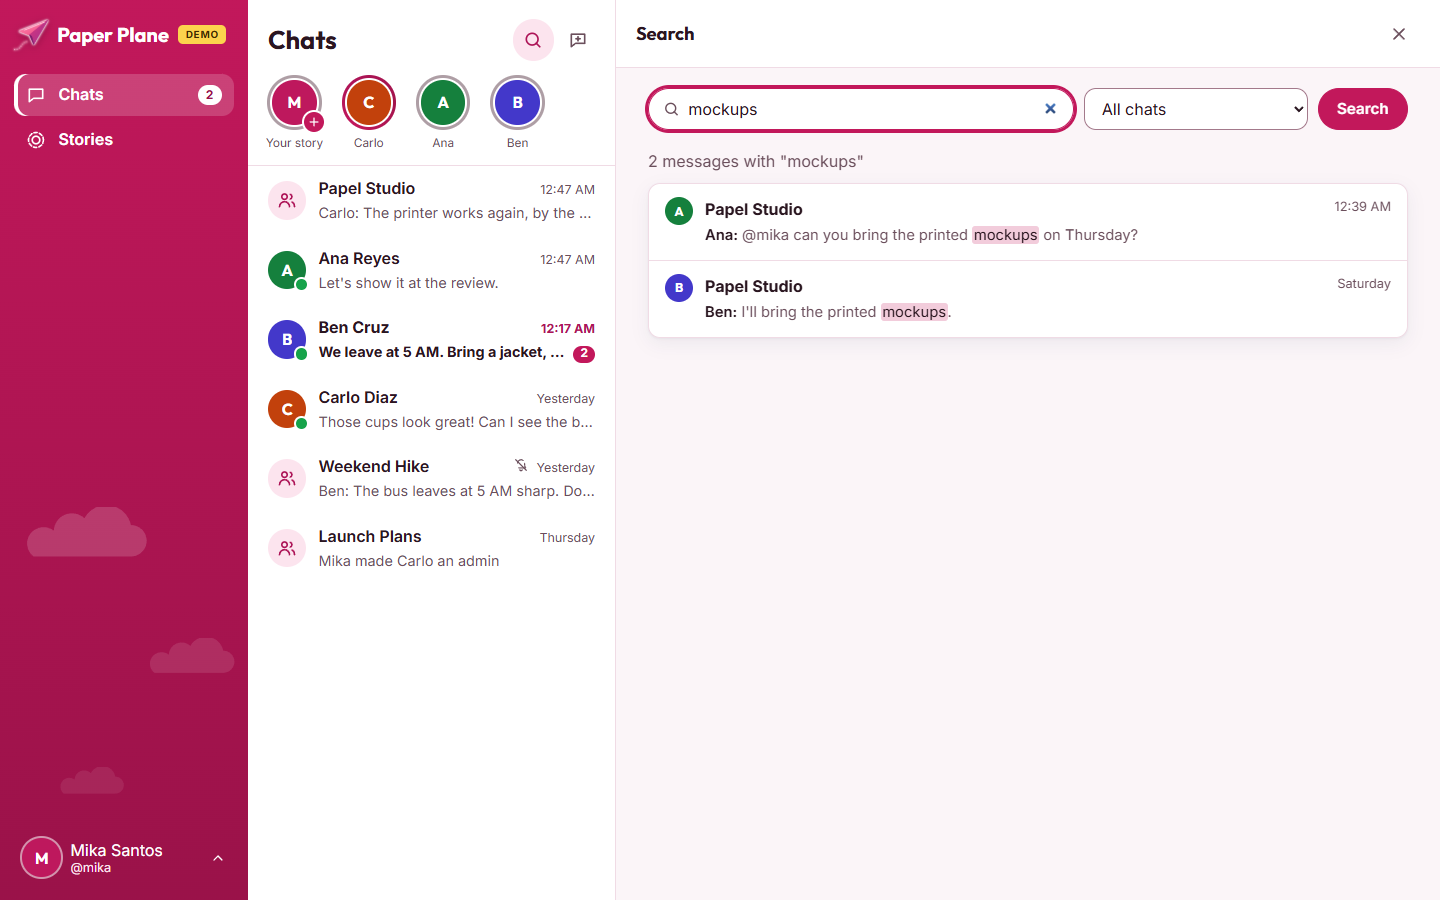 Paper Plane DEMO
Chats 2
Stories
Mika Santos
@mika
M
Chats
M C A B
Your story Carlo Ana Ben
Papel Studio 12:47 AM
Carlo: The printer works again, by the ...
A
Ana Reyes 12:47 AM
Let's show it at the review.
B
Ben Cruz 12:17 AM
We leave at 5 AM. Bring a jacket, ... 2
C
Carlo Diaz Yesterday
Those cups look great! Can I see the b...
Weekend Hike Yesterday
Ben: The bus leaves at 5 AM sharp. Do...
Launch Plans Thursday
Mika made Carlo an admin
Search
mockups All chats Search
2 messages with "mockups"
A Papel Studio 12:39 AM
Ana: @mika can you bring the printed mockups on Thursday?
B Papel Studio Saturday
Ben: I'll bring the printed mockups.